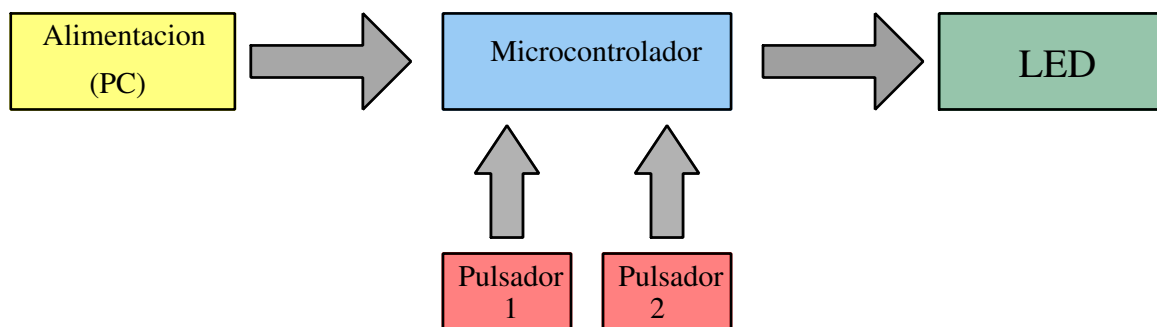 Alimentacion
(PC)
Microcontrolador
LED
Pulsador
1
Pulsador
2